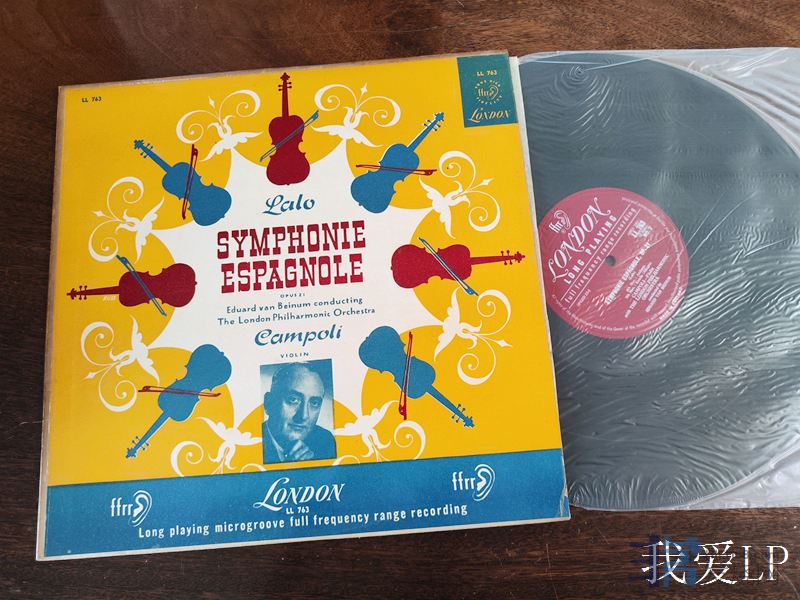 LL 763
LL 763
ffrr
LONDON
Lalo
SYMPHONIE
ESPAGNOLE
OPUS 21
Eduard van Beinum conducting
The London Philharmonic Orchestra
Campoli
VIOLIN
ffrr
LONDON
LL 763
ffrr
Long playing microgroove full frequency range recording
ffrr
LONDON
LONG PLAYING
full frequency range recording
我爱LP